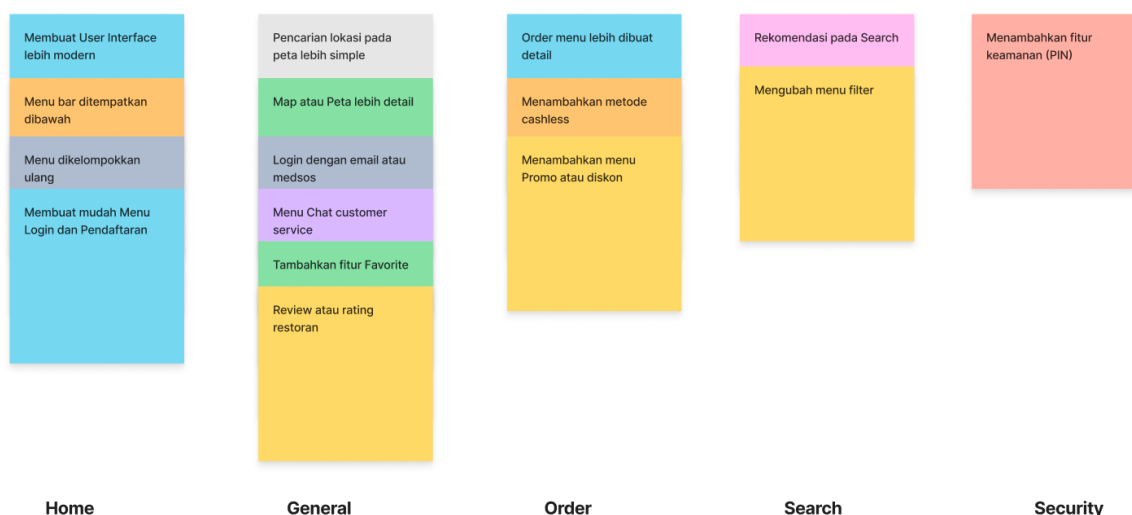 Membuat User Interface
lebih modern
Menu bar ditempatkan
dibawah
Menu dikelompokkan
ulang
Membuat mudah Menu
Login dan Pendaftaran
Home
Pencarian lokasi pada
peta lebih simple
Map atau Peta lebih detail
Login dengan email atau
medsos
Menu Chat customer
service
Tambahkan fitur Favorite
Review atau rating
restoran
General
Order menu lebih dibuat
detail
Menambahkan metode
cashless
Menambahkan menu
Promo atau diskon
Order
Rekomendasi pada Search
Mengubah menu filter
Search
Menambahkan fitur
keamanan (PIN)
Security